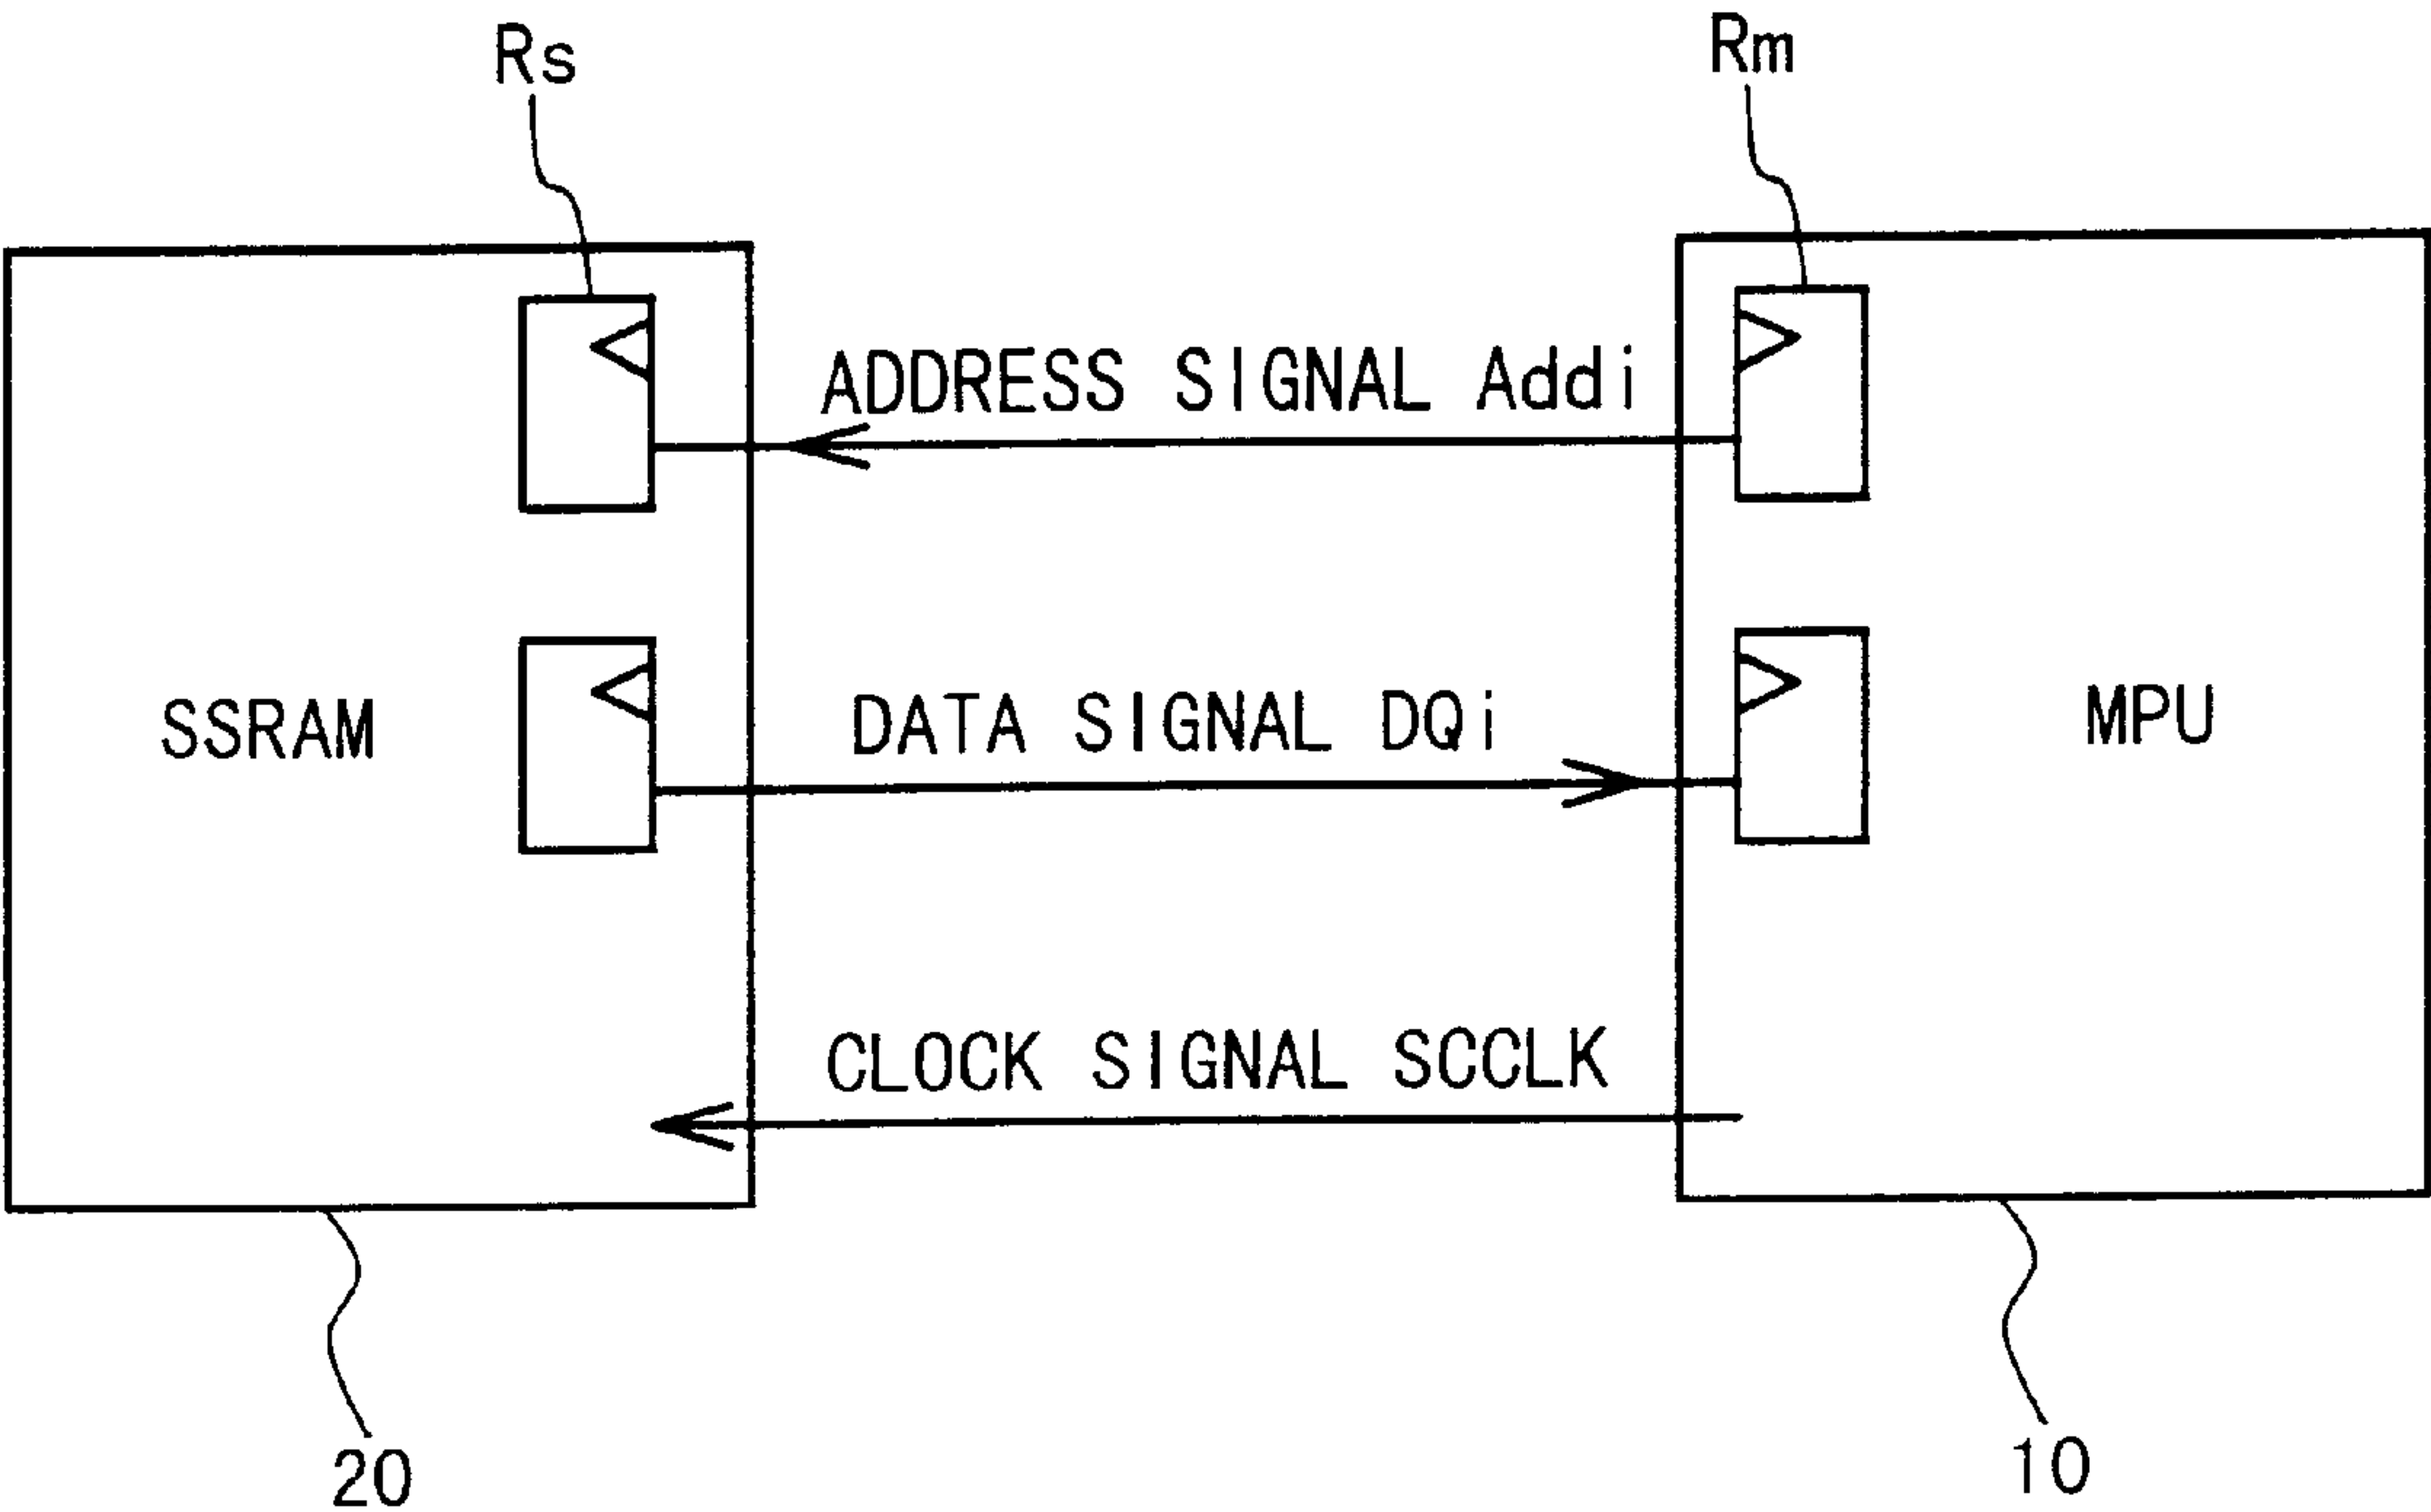 Rs
Rm
ADDRESS SIGNAL Addi
SSRAM
DATA SIGNAL DQi
MPU
CLOCK SIGNAL SCCLK
20
10